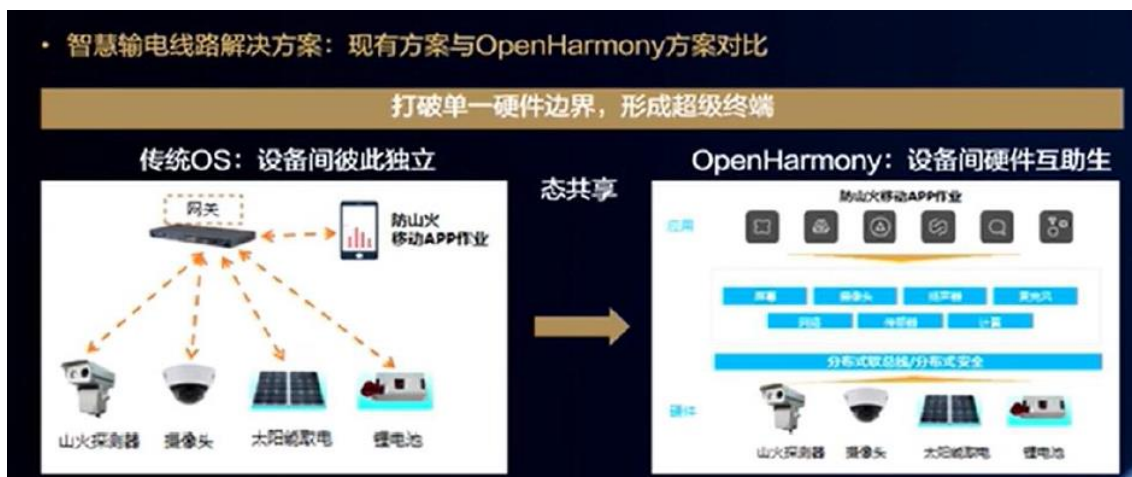 • 智慧输电线路解决方案：现有方案与OpenHarmony方案对比
打破单一硬件边界，形成超级终端
传统OS：设备间彼此独立
网关
防山火
移动APP作业
山火探测器
摄像头
太阳能取电
锂电池
态共享
OpenHarmony：设备间硬件互助生
防山火移动APP作业
应用
屏幕
摄像头
扬声器
麦克风
网络
传感器
计算
分布式软总线/分布式安全
硬件
山火探测器
摄像头
太阳能取电
锂电池